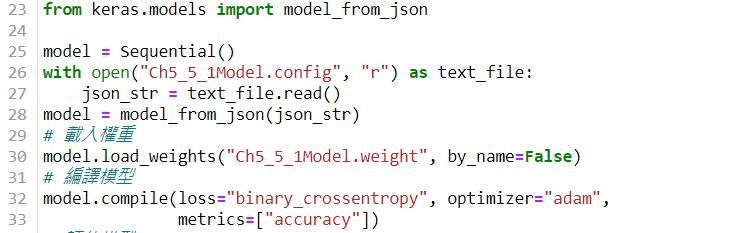 23 from keras.models import model_from_json
24
25 model = Sequential()
26 with open("Ch5_5_1Model.config", "r") as text_file:
27     json_str = text_file.read()
28 model = model_from_json(json_str)
29 # 載入權重
30 model.load_weights("Ch5_5_1Model.weight", by_name=False)
31 # 編譯模型
32 model.compile(loss="binary_crossentropy", optimizer="adam",
33               metrics=["accuracy"])